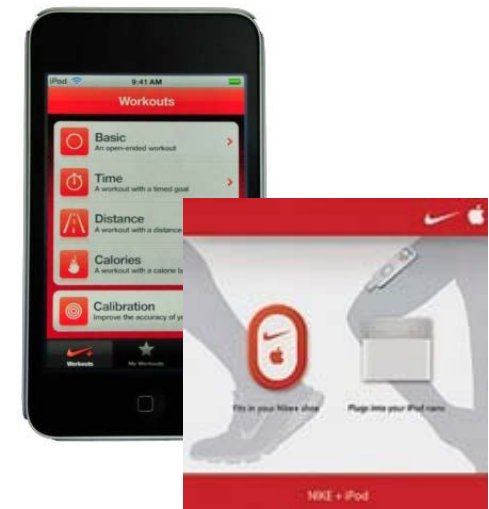 iPod 9:41 AM
Workouts
Basic
An open-ended workout
Time
A workout with a timed goal
Distance
A workout with a distance
Calories
A workout with a calorie
Calibration
Improve the accuracy of
Workouts My Workouts
Fits in your Nike+ shoe Plugs into your iPod nano
NIKE + iPod